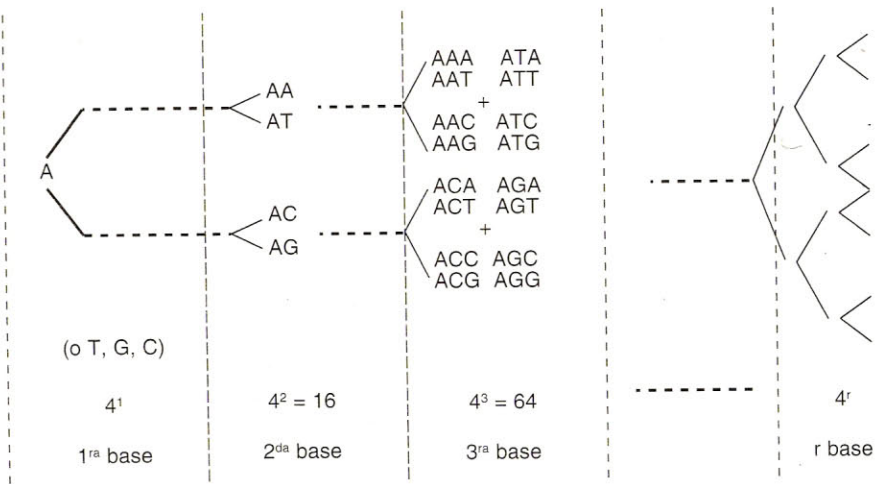 A
AA
AT
AC
AG
AAA ATA
AAT ATT
+
AAC ATC
AAG ATG
ACA AGA
ACT AGT
+
ACC AGC
ACG AGG
(o T, G, C)
4¹
4² = 16
4³ = 64
4ʳ
1ʳᵃ base
2ᵈᵃ base
3ʳᵃ base
r base